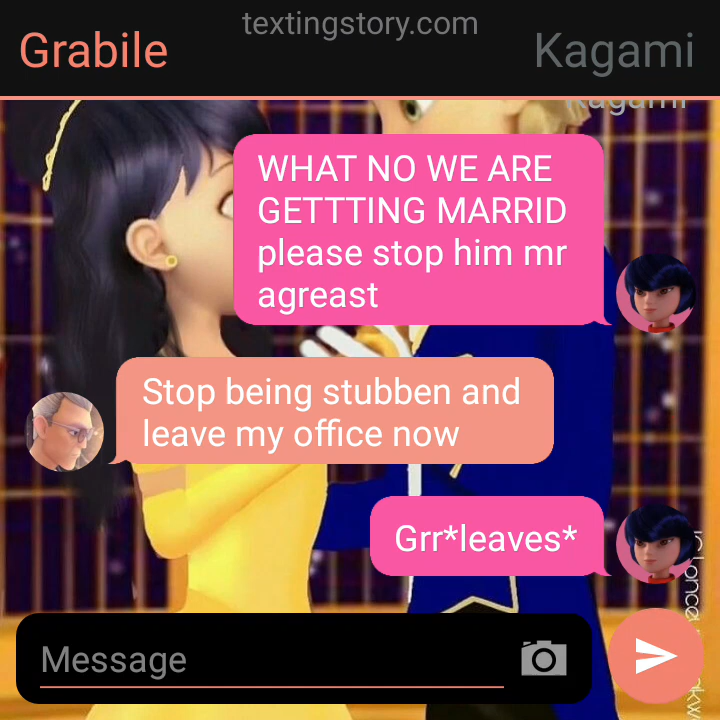 textingstory.com
Grabile
Kagami
Kagami
WHAT NO WE ARE
GETTTING MARRID
please stop him mr
agreast
Stop being stubben and
leave my office now
Grr*leaves*
Message